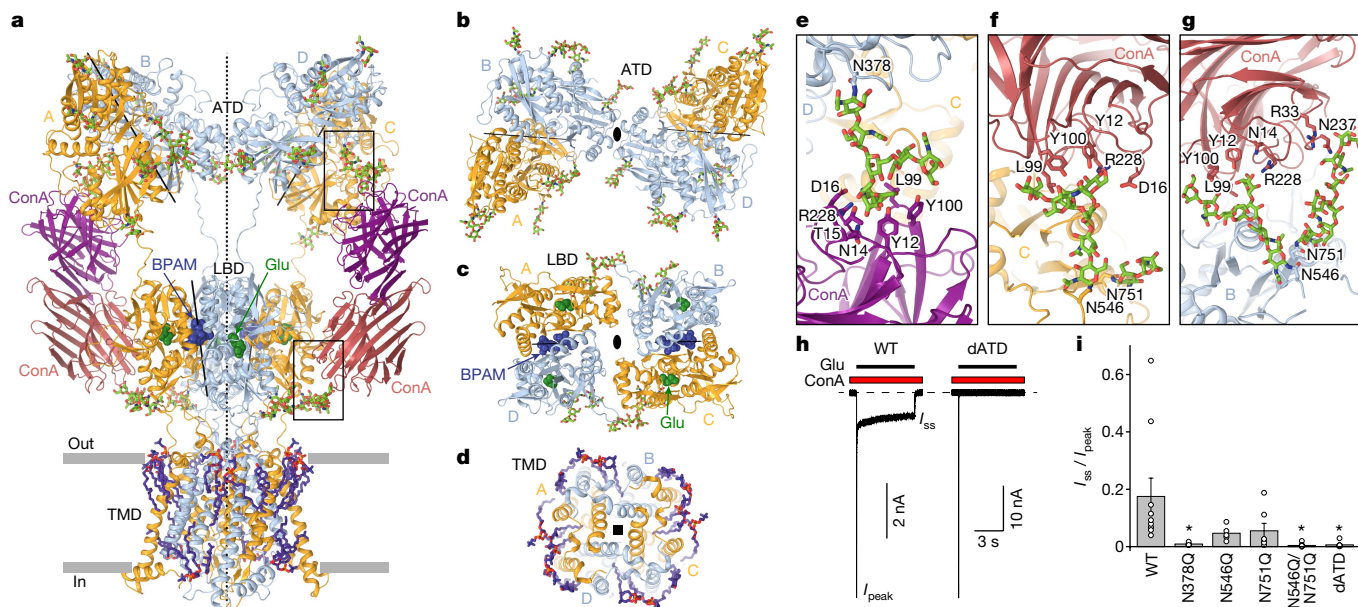 a
B
ATD
D
A
C
ConA
ConA
BPAM
LBD
Glu
ConA
ConA
Out
TMD
In
b
ATD
C
B
A
D
c
LBD
A
B
BPAM
D
Glu
C
d
TMD
B
A
C
D
e
N378
D
C
L99
D16
R228
T15
Y100
N14
Y12
ConA
f
ConA
Y12
Y100
L99
R228
D16
C
N751
N546
g
ConA
R33
Y12
N14
N237
Y100
L99
R228
N751
N546
B
h
WT
dATD
Glu
ConA
Iss
2 nA
10 nA
3 s
Ipeak
i
Iss / Ipeak
0.6
0.4
0.2
0
* * *
WT
N378Q
N546Q
N751Q
N546Q/
N751Q
dATD